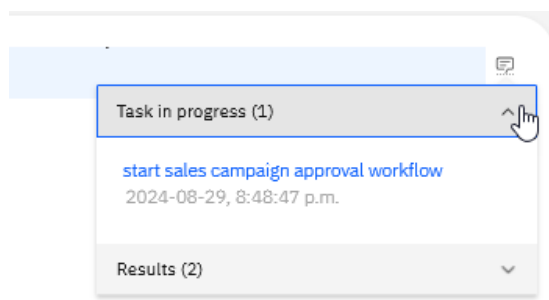 Task in progress (1)
start sales campaign approval workflow
2024-08-29, 8:48:47 p.m.
Results (2)